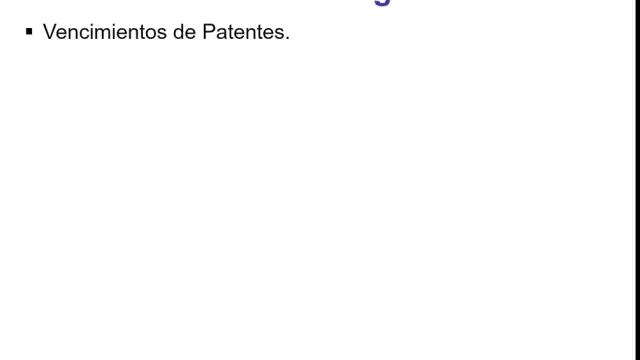 ▪ Vencimientos de Patentes.